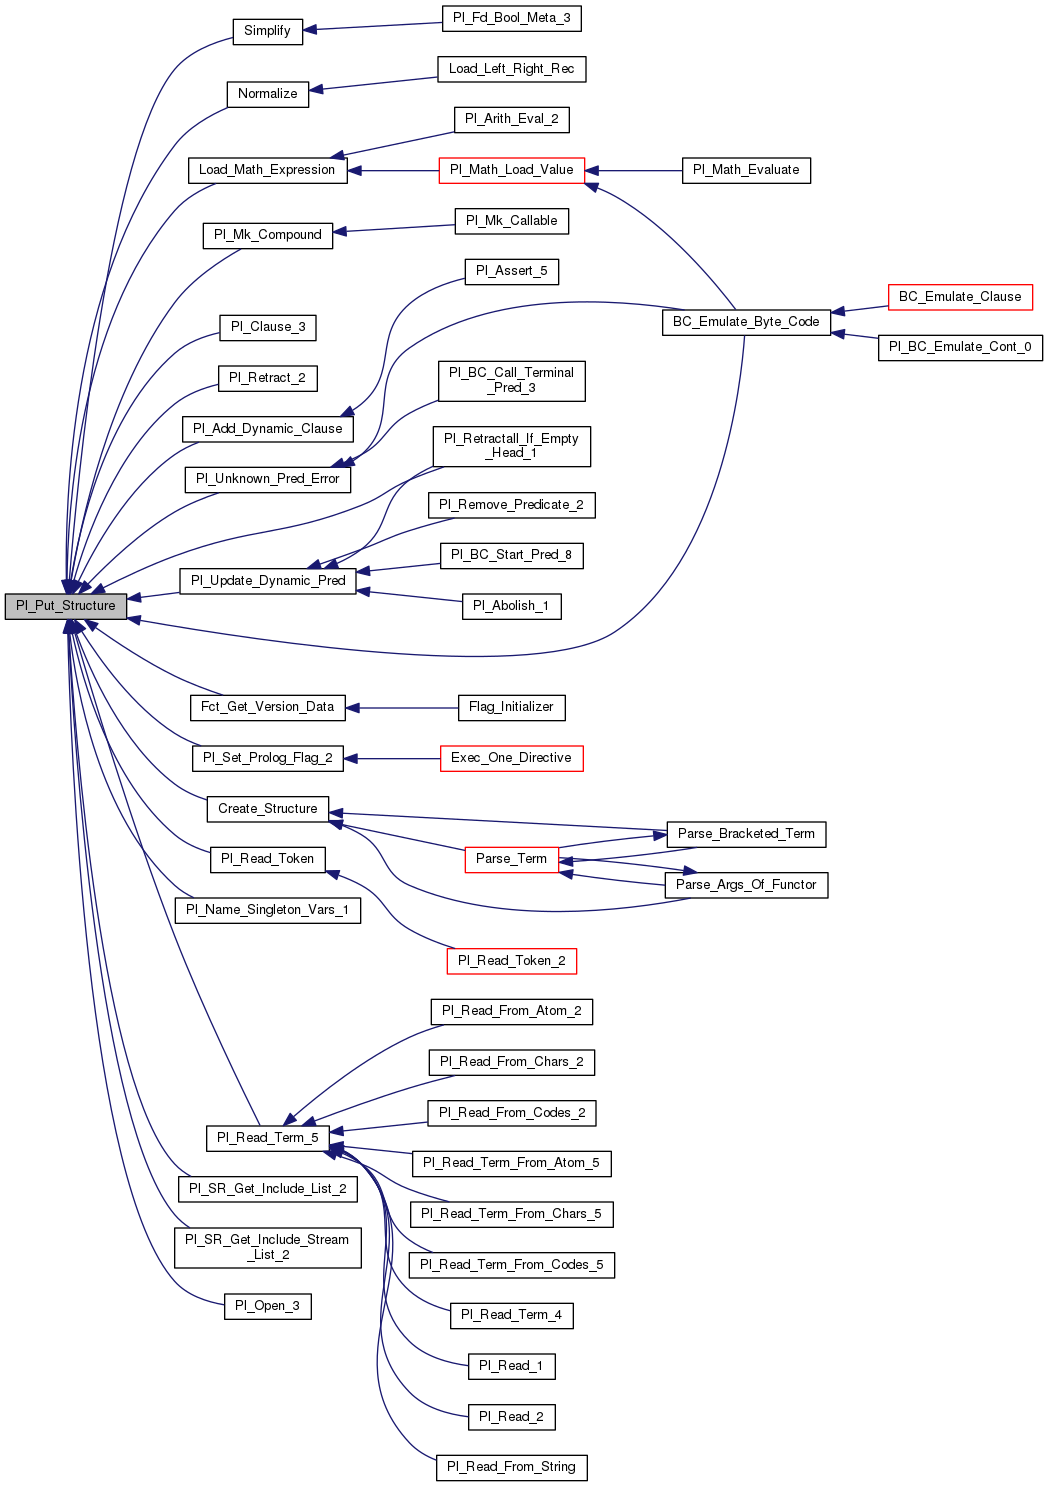 Simplify
Pl_Fd_Bool_Meta_3
Normalize
Load_Left_Right_Rec
Pl_Arith_Eval_2
Load_Math_Expression
Pl_Math_Load_Value
Pl_Math_Evaluate
Pl_Mk_Compound
Pl_Mk_Callable
Pl_Assert_5
BC_Emulate_Clause
Pl_Clause_3
BC_Emulate_Byte_Code
Pl_BC_Emulate_Cont_0
Pl_Retract_2
Pl_BC_Call_Terminal
_Pred_3
Pl_Add_Dynamic_Clause
Pl_Retractall_If_Empty
_Head_1
Pl_Unknown_Pred_Error
Pl_Remove_Predicate_2
Pl_BC_Start_Pred_8
Pl_Update_Dynamic_Pred
Pl_Put_Structure
Pl_Abolish_1
Fct_Get_Version_Data
Flag_Initializer
Pl_Set_Prolog_Flag_2
Exec_One_Directive
Create_Structure
Parse_Bracketed_Term
Pl_Read_Token
Parse_Term
Parse_Args_Of_Functor
Pl_Name_Singleton_Vars_1
Pl_Read_Token_2
Pl_Read_From_Atom_2
Pl_Read_From_Chars_2
Pl_Read_From_Codes_2
Pl_Read_Term_5
Pl_Read_Term_From_Atom_5
Pl_SR_Get_Include_List_2
Pl_Read_Term_From_Chars_5
Pl_SR_Get_Include_Stream
_List_2
Pl_Read_Term_From_Codes_5
Pl_Open_3
Pl_Read_Term_4
Pl_Read_1
Pl_Read_2
Pl_Read_From_String